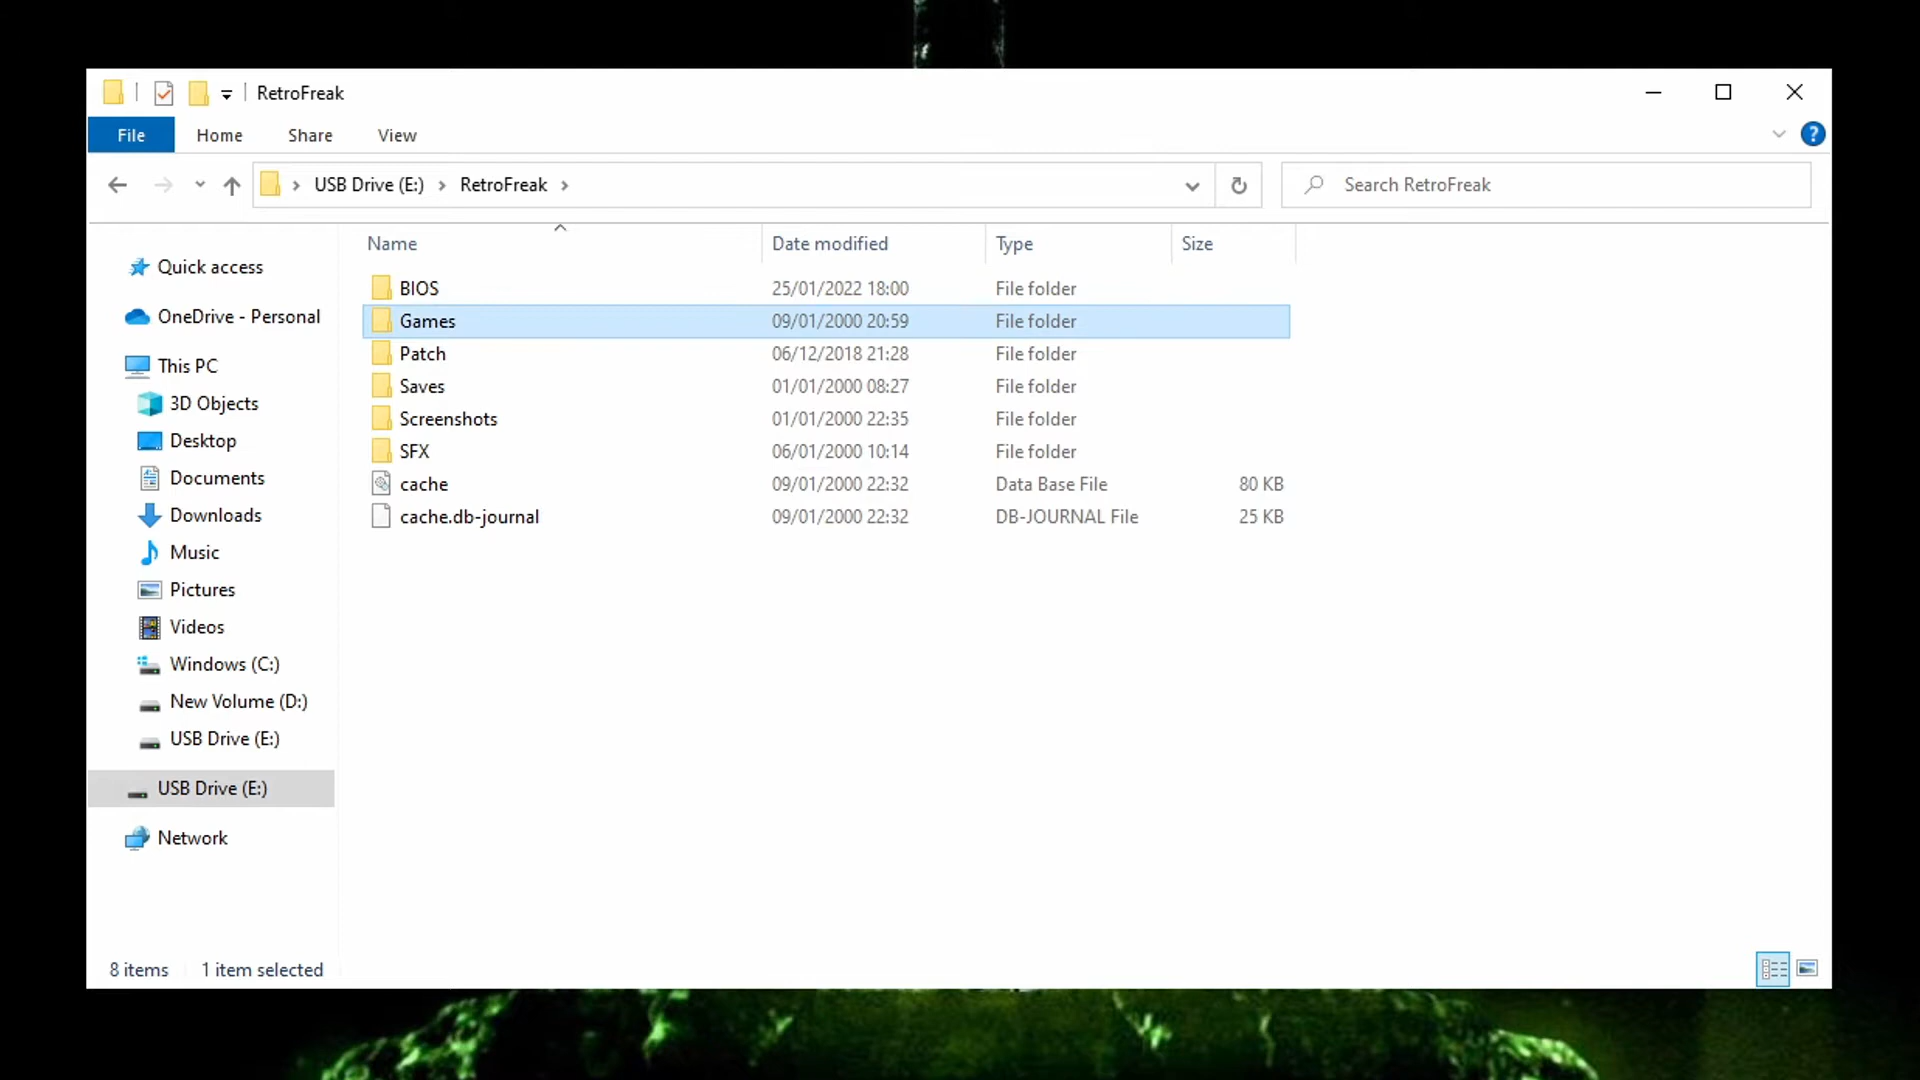 RetroFreak
File Home Share View
USB Drive (E:) RetroFreak Search RetroFreak
Name Date modified Type Size
Quick access
OneDrive - Personal
This PC
3D Objects
Desktop
Documents
Downloads
Music
Pictures
Videos
Windows (C:)
New Volume (D:)
USB Drive (E:)
USB Drive (E:)
Network
BIOS 25/01/2022 18:00 File folder
Games 09/01/2000 20:59 File folder
Patch 06/12/2018 21:28 File folder
Saves 01/01/2000 08:27 File folder
Screenshots 01/01/2000 22:35 File folder
SFX 06/01/2000 10:14 File folder
cache 09/01/2000 22:32 Data Base File 80 KB
cache.db-journal 09/01/2000 22:32 DB-JOURNAL File 25 KB
8 items 1 item selected